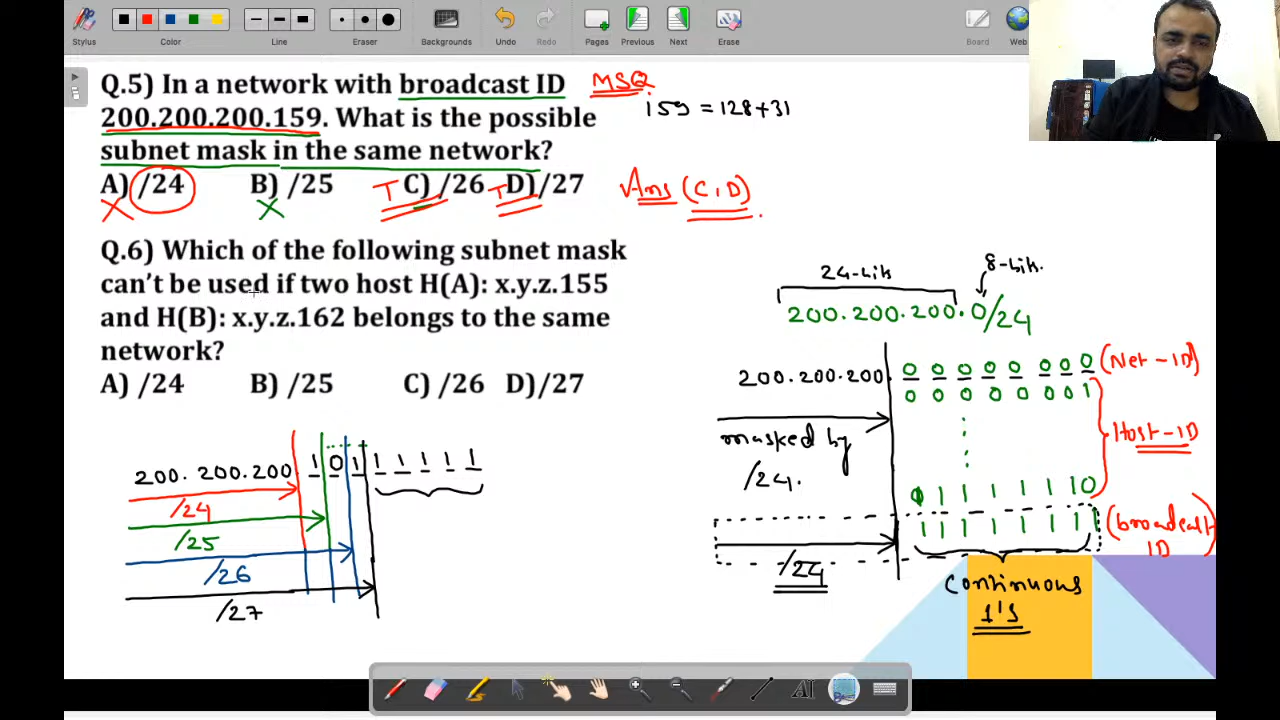 Stylus
Color
Line
Eraser
Backgrounds
Undo
Redo
Pages
Previous
Next
Erase
Board
Web
Q.5) In a network with broadcast ID
200.200.200.159. What is the possible
subnet mask in the same network?
A) /24 B) /25 C) /26 D)/27
MSQ
159 = 128+31
X X T T
Ans (C,D)
Q.6) Which of the following subnet mask
can't be used if two host H(A): x.y.z.155
and H(B): x.y.z.162 belongs to the same
network?
A) /24 B) /25 C) /26 D)/27
200. 200.200 1 0 1 1 1 1 1 1
/24
/25
/26
/27
24-bits 8-bits.
200.200.200.0/24
200.200.200 0 0 0 0 0 0 0 0 (Net-ID)
0 0 0 0 0 0 0 1
masked by
/24.
Host-ID
0 1 1 1 1 1 1 0
1 1 1 1 1 1 1 1 (broadcast
ID)
/24
continuous
1's
AI